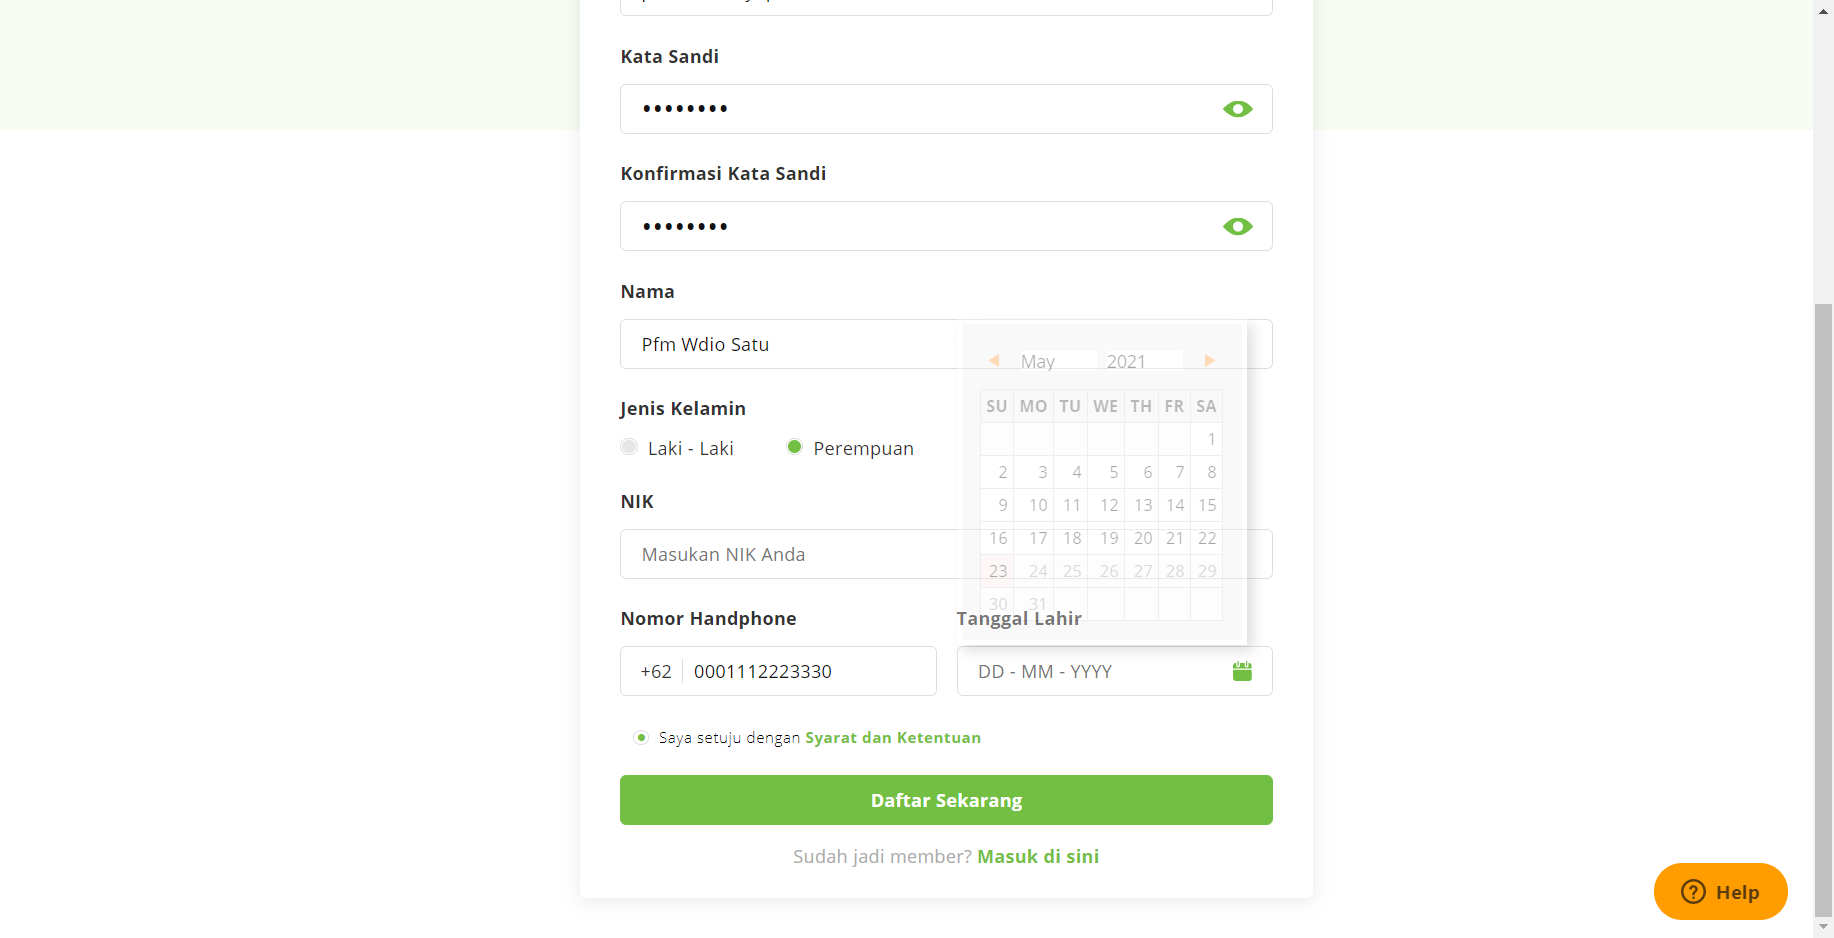 Kata Sandi
••••••••
Konfirmasi Kata Sandi
••••••••
Nama
Pfm Wdio Satu
May 2021
SU MO TU WE TH FR SA
1
2 3 4 5 6 7 8
9 10 11 12 13 14 15
16 17 18 19 20 21 22
23 24 25 26 27 28 29
30 31
Jenis Kelamin
Laki - Laki Perempuan
NIK
Masukan NIK Anda
Nomor Handphone Tanggal Lahir
+62 0001112223330 DD - MM - YYYY
Saya setuju dengan Syarat dan Ketentuan
Daftar Sekarang
Sudah jadi member? Masuk di sini
? Help